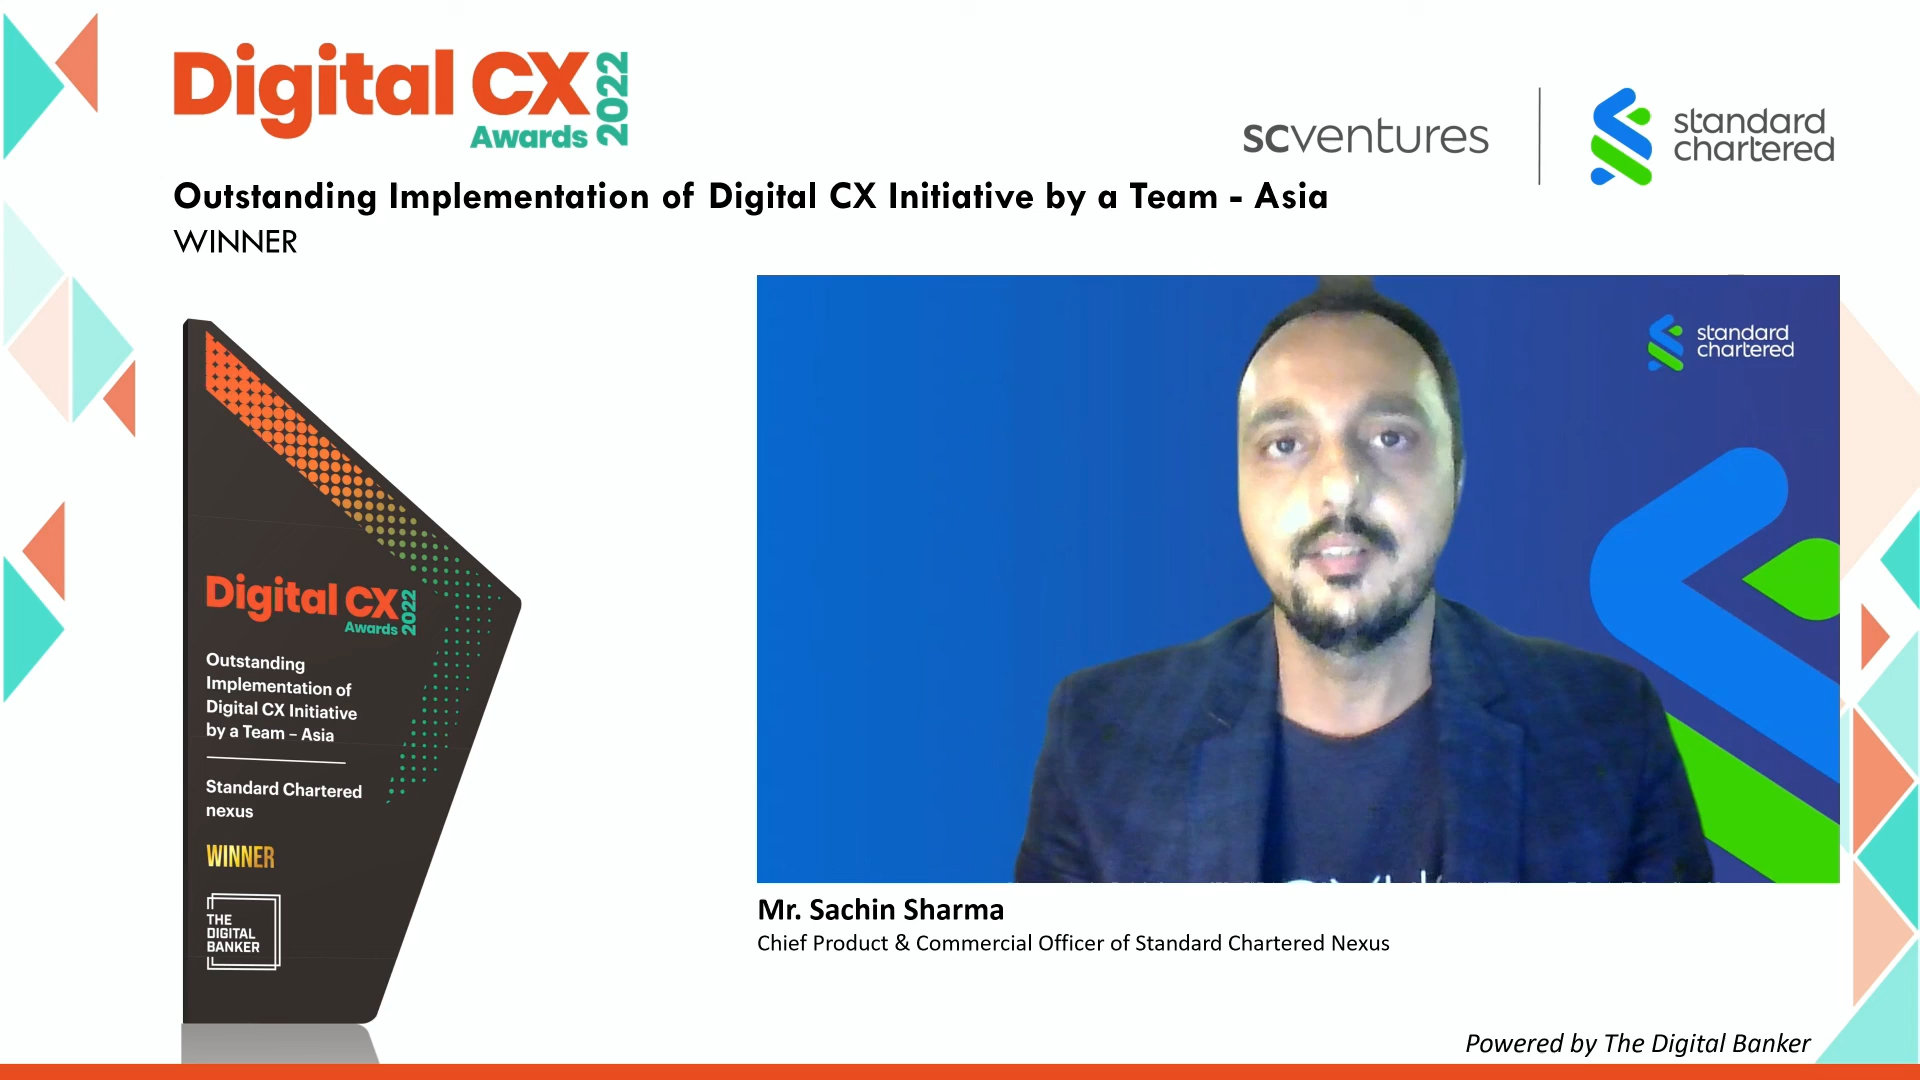 Digital CX
Awards
2022
scventures
standard
chartered
Outstanding Implementation of Digital CX Initiative by a Team - Asia
WINNER
standard
chartered
Digital CX
Awards
2022
Outstanding
Implementation of
Digital CX Initiative
by a Team – Asia
Standard Chartered
nexus
WINNER
THE
DIGITAL
BANKER
Mr. Sachin Sharma
Chief Product & Commercial Officer of Standard Chartered Nexus
Powered by The Digital Banker